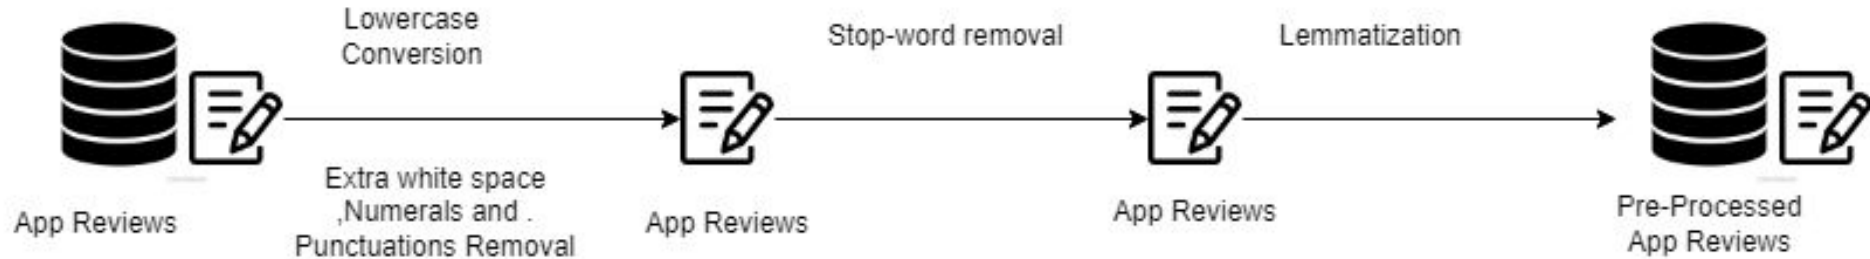 Lowercase
Conversion
Stop-word removal
Lemmatization
Extra white space
,Numerals and .
Punctuations Removal
App Reviews
App Reviews
App Reviews
Pre-Processed
App Reviews